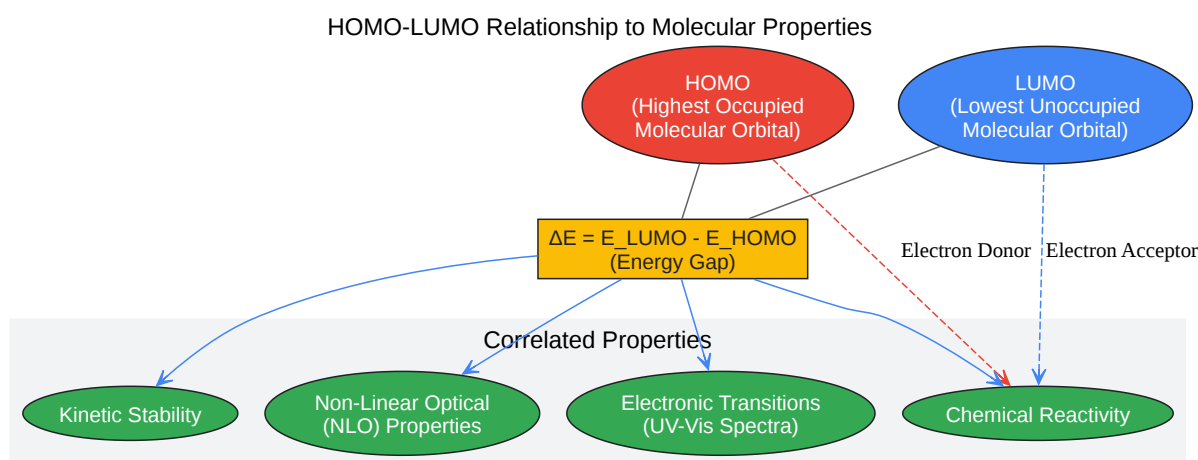 HOMO-LUMO Relationship to Molecular Properties
HOMO
(Highest Occupied
Molecular Orbital)
LUMO
(Lowest Unoccupied
Molecular Orbital)
ΔE = E_LUMO - E_HOMO
(Energy Gap)
Electron Donor
Electron Acceptor
Correlated Properties
Kinetic Stability
Non-Linear Optical
(NLO) Properties
Electronic Transitions
(UV-Vis Spectra)
Chemical Reactivity